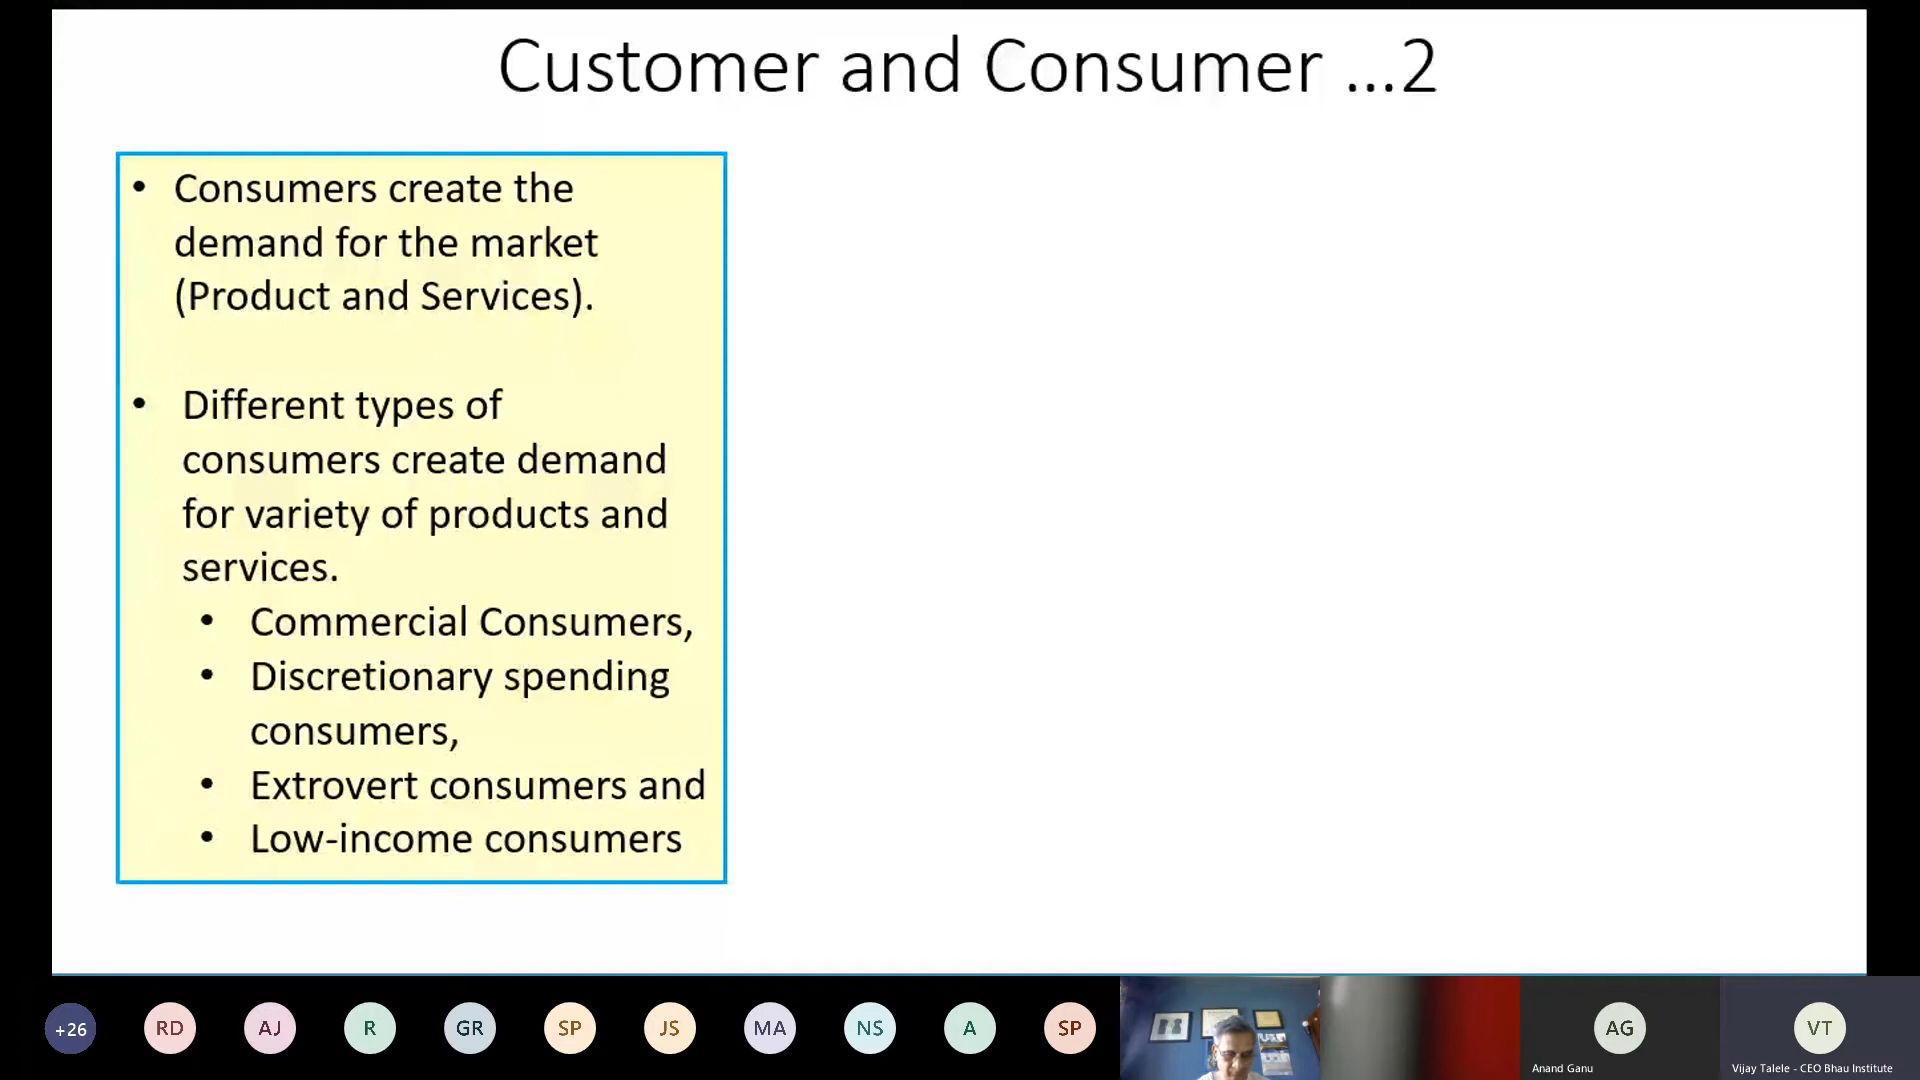 Customer and Consumer ...2
• Consumers create the
demand for the market
(Product and Services).
• Different types of
consumers create demand
for variety of products and
services.
• Commercial Consumers,
• Discretionary spending
consumers,
• Extrovert consumers and
• Low-income consumers
+26
RD
AJ
R
GR
SP
JS
MA
NS
A
SP
AG
VT
Anand Ganu
Vijay Talele - CEO Bhau Institute